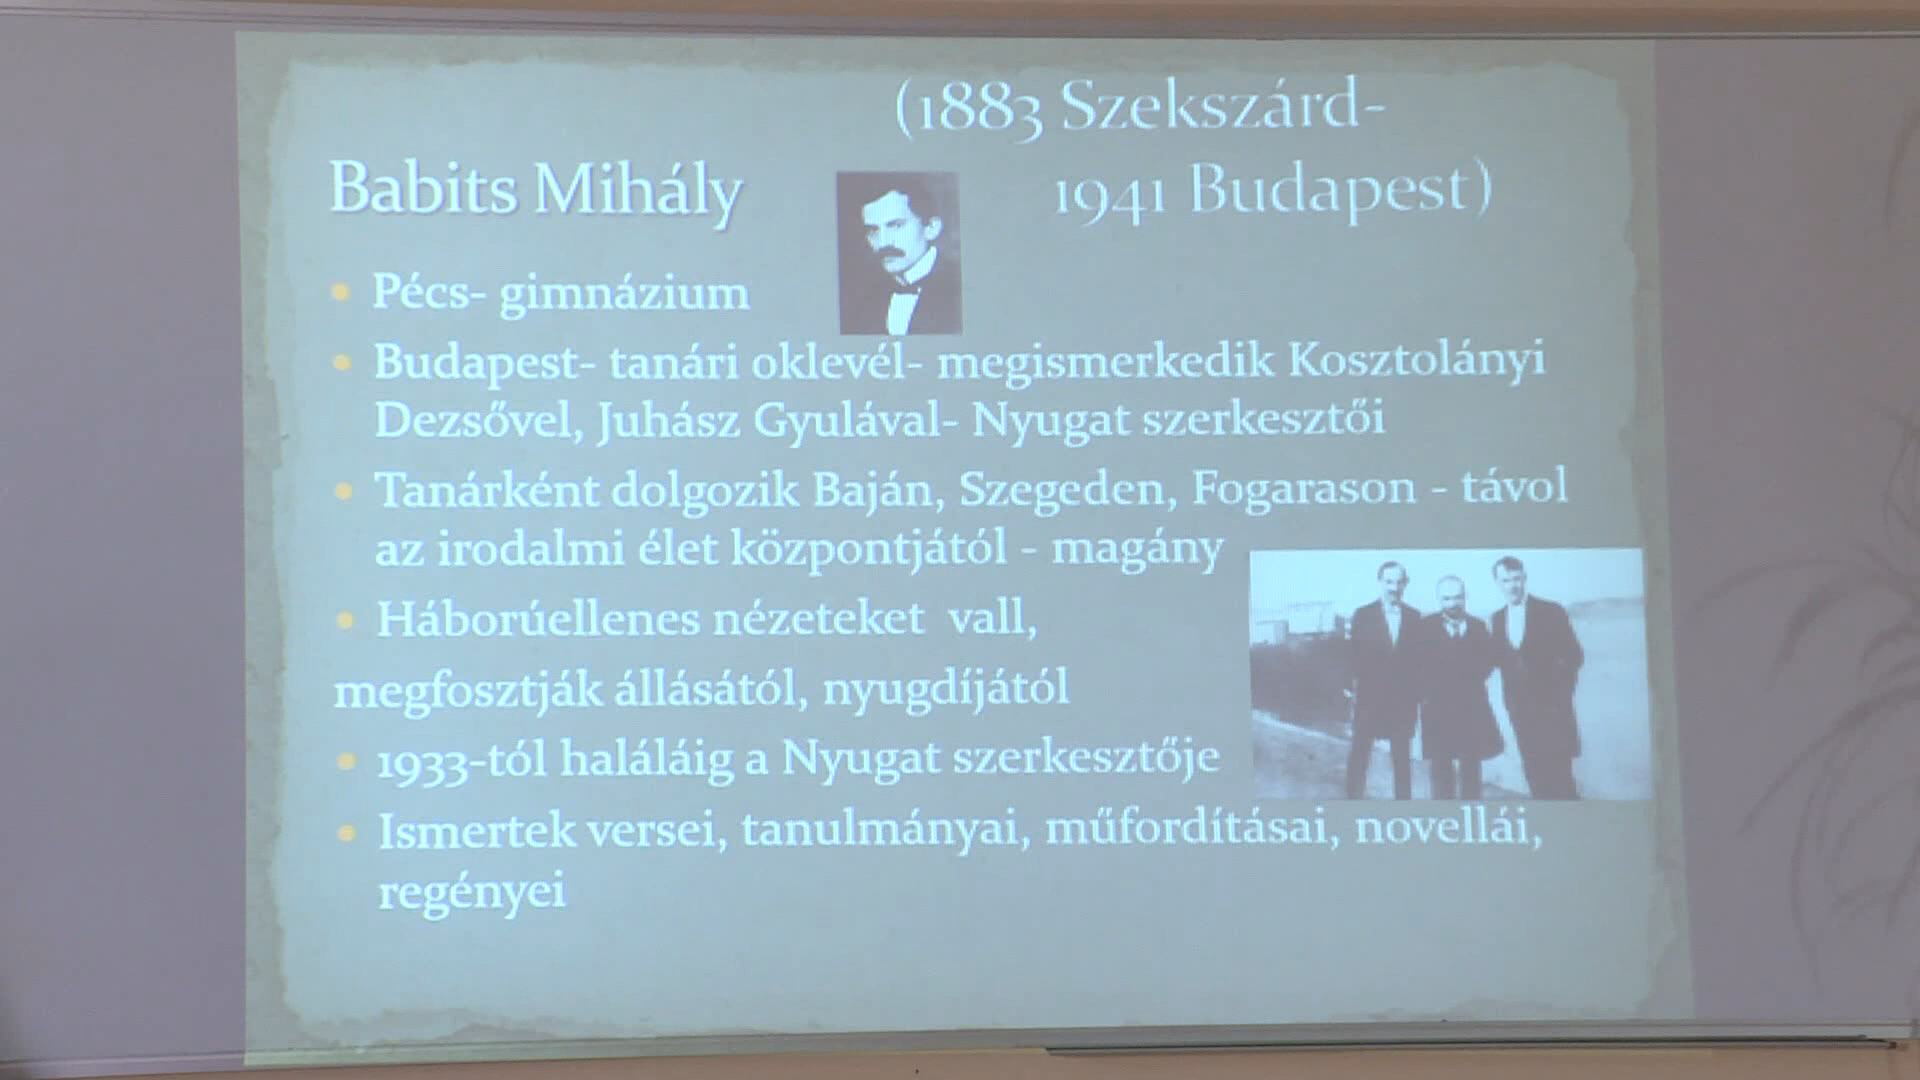 (1883 Szekszárd-
Babits Mihály 1941 Budapest)
• Pécs- gimnázium
• Budapest- tanári oklevél- megismerkedik Kosztolányi
Dezsővel, Juhász Gyulával- Nyugat szerkesztői
• Tanárként dolgozik Baján, Szegeden, Fogarason - távol
az irodalmi élet központjától - magány
• Háborúellenes nézeteket vall,
megfosztják állásától, nyugdíjától
• 1933-tól haláláig a Nyugat szerkesztője
• Ismertek versei, tanulmányai, műfordításai, novellái,
regényei